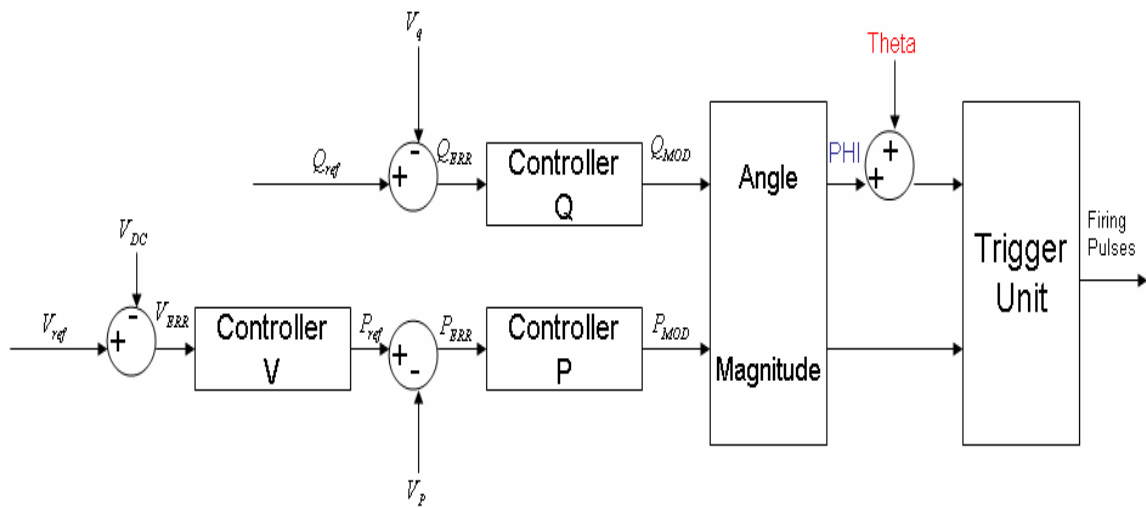 V_q
Theta
Q_ref
-
+
Q_ERR
Controller
Q
Q_MOD
Angle
PHI
+
+
V_DC
Trigger
Unit
Firing
Pulses
V_ref
-
+
V_ERR
Controller
V
P_ref
+
-
P_ERR
Controller
P
P_MOD
Magnitude
V_P